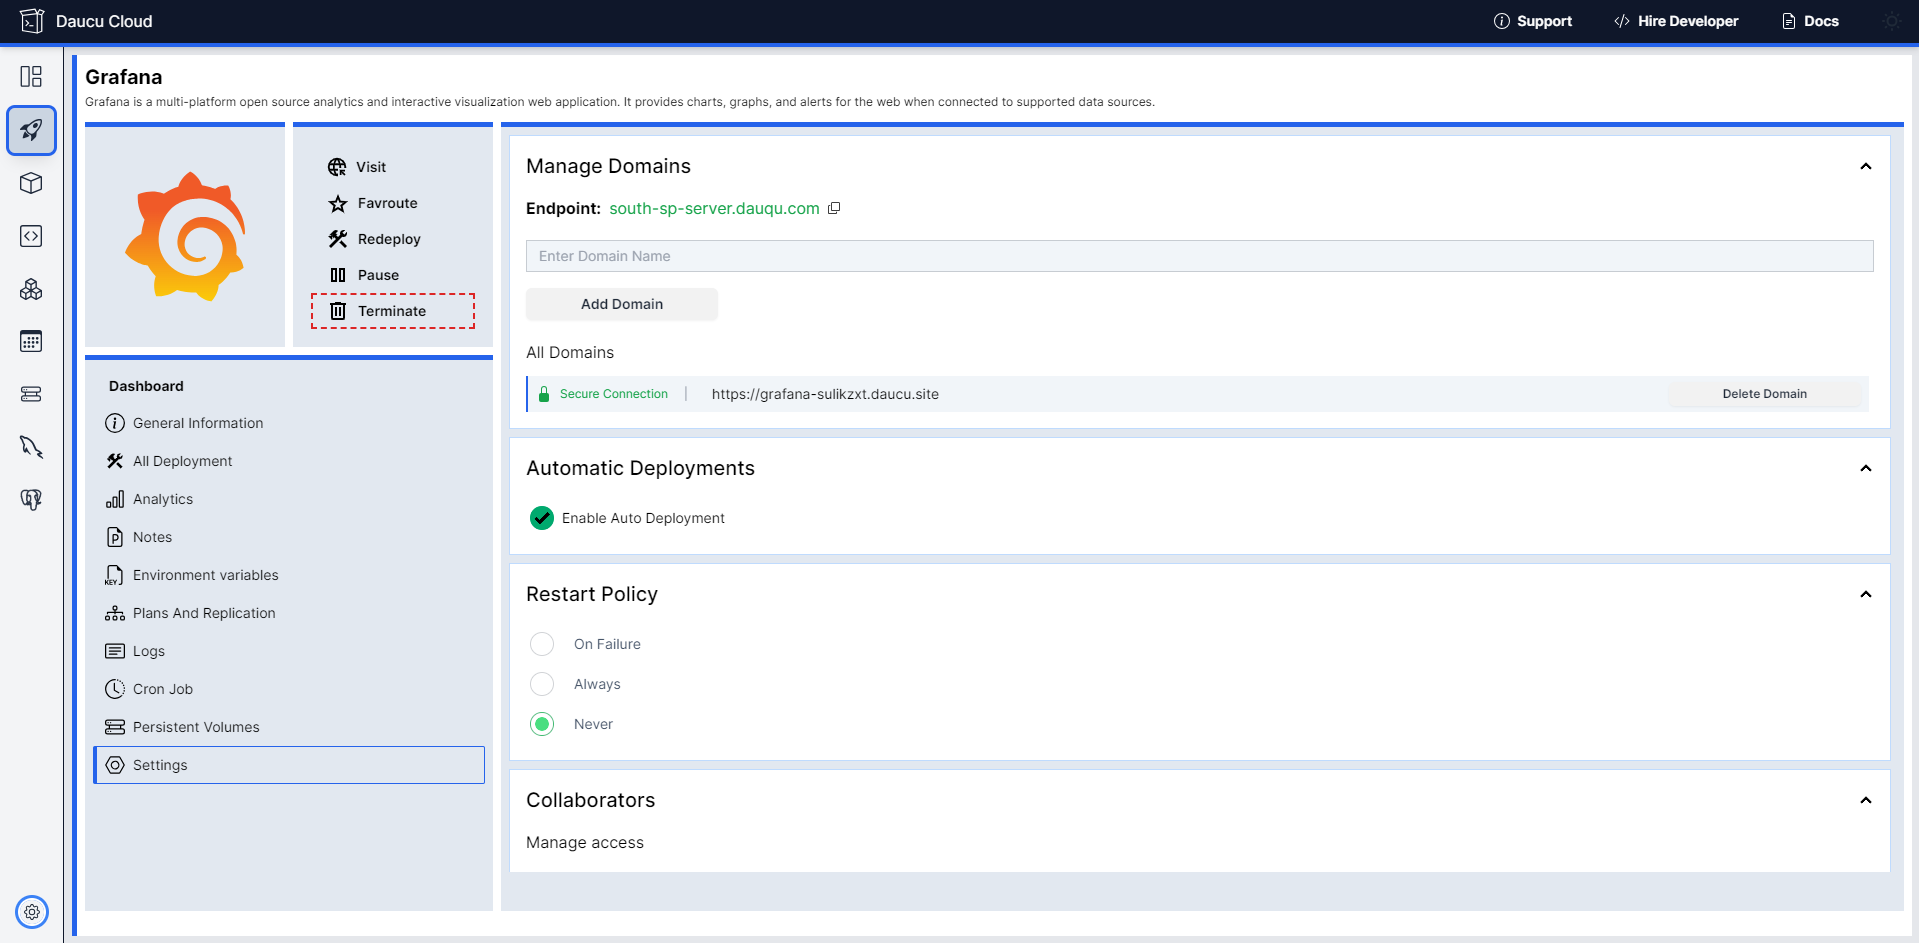 Daucu Cloud
Support
Hire Developer
Docs
Grafana
Grafana is a multi-platform open source analytics and interactive visualization web application. It provides charts, graphs, and alerts for the web when connected to supported data sources.
Visit
Favroute
Redeploy
Pause
Terminate
Dashboard
General Information
All Deployment
Analytics
Notes
Environment variables
Plans And Replication
Logs
Cron Job
Persistent Volumes
Settings
Manage Domains
Endpoint: south-sp-server.dauqu.com
Enter Domain Name
Add Domain
All Domains
Secure Connection | https://grafana-sulikzxt.daucu.site
Delete Domain
Automatic Deployments
Enable Auto Deployment
Restart Policy
On Failure
Always
Never
Collaborators
Manage access